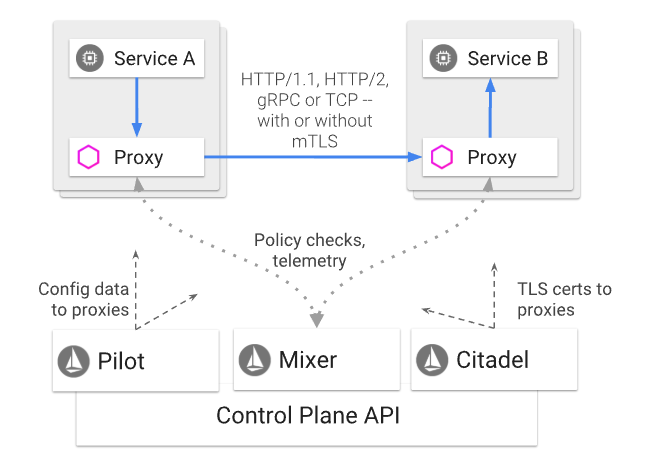 Service A
Service B
HTTP/1.1, HTTP/2,
gRPC or TCP --
with or without
mTLS
Proxy
Proxy
Policy checks,
telemetry
Config data
to proxies
TLS certs to
proxies
Pilot
Mixer
Citadel
Control Plane API